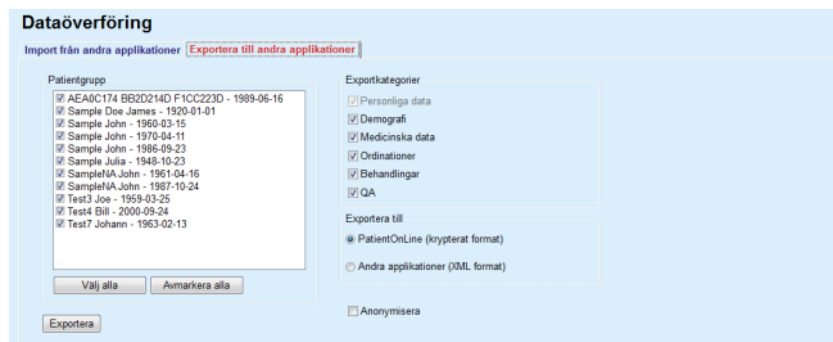 Dataöverföring
Import från andra applikationer
Exportera till andra applikationer
Patientgrupp
AEA0C174 BB2D214D F1CC223D - 1989-06-16
Sample Doe James - 1920-01-01
Sample John - 1960-03-15
Sample John - 1970-04-11
Sample John - 1986-09-23
Sample Julia - 1948-10-23
SampleNA John - 1961-04-16
SampleNA John - 1987-10-24
Test3 Joe - 1959-03-25
Test4 Bill - 2000-09-24
Test7 Johann - 1963-02-13
Välj alla
Avmarkera alla
Exportera
Exportkategorier
Personliga data
Demografi
Medicinska data
Ordinationer
Behandlingar
QA
Exportera till
PatientOnLine (krypterat format)
Andra applikationer (XML format)
Anonymisera